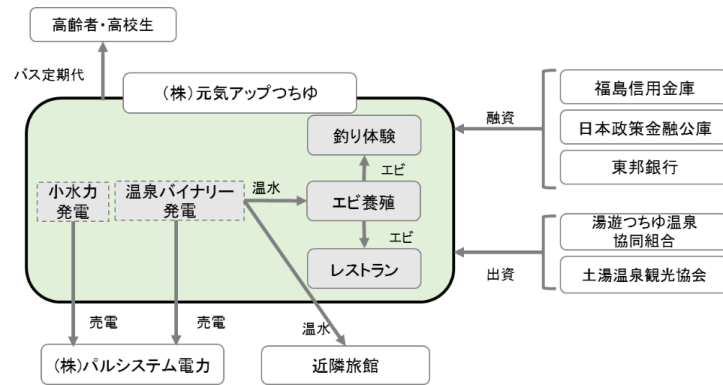 高齢者・高校生
バス定期代
(株)元気アップつちゆ
福島信用金庫
融資
日本政策金融公庫
東邦銀行
釣り体験
エビ
小水力
発電
温泉バイナリー
発電
温水
エビ養殖
エビ
レストラン
湯遊つちゆ温泉
協同組合
出資
土湯温泉観光協会
売電
売電
温水
(株)パルシステム電力
近隣旅館